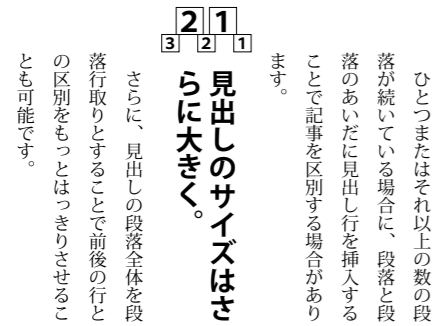 ひとつまたはそれ以上の数の段
落が続いている場合に、段落と段
落のあいだに見出し行を挿入する
ことで記事を区別する場合があり
ます。
1 2
1 2 3
見出しのサイズはさ
らに大きく。
さらに、見出しの段落全体を段
落行取りとすることで前後の行と
の区別をもっとはっきりさせるこ
とも可能です。